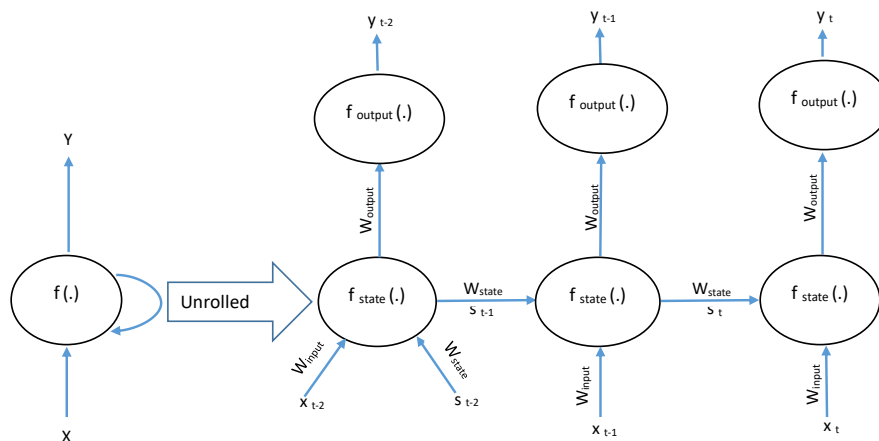 y t-2
y t-1
y t
f output (.)
f output (.)
f output (.)
Y
W output
W output
W output
f (.)
Unrolled
f state (.)
W state
s t-1
f state (.)
W state
s t
f state (.)
W input
W state
W input
W input
x t-2
s t-2
X
x t-1
x t